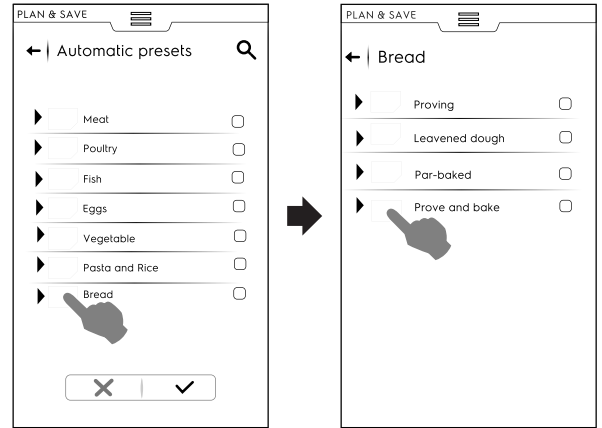 PLAN & SAVE
Automatic presets
Meat
Poultry
Fish
Eggs
Vegetable
Pasta and Rice
Bread
PLAN & SAVE
Bread
Proving
Leavened dough
Par-baked
Prove and bake